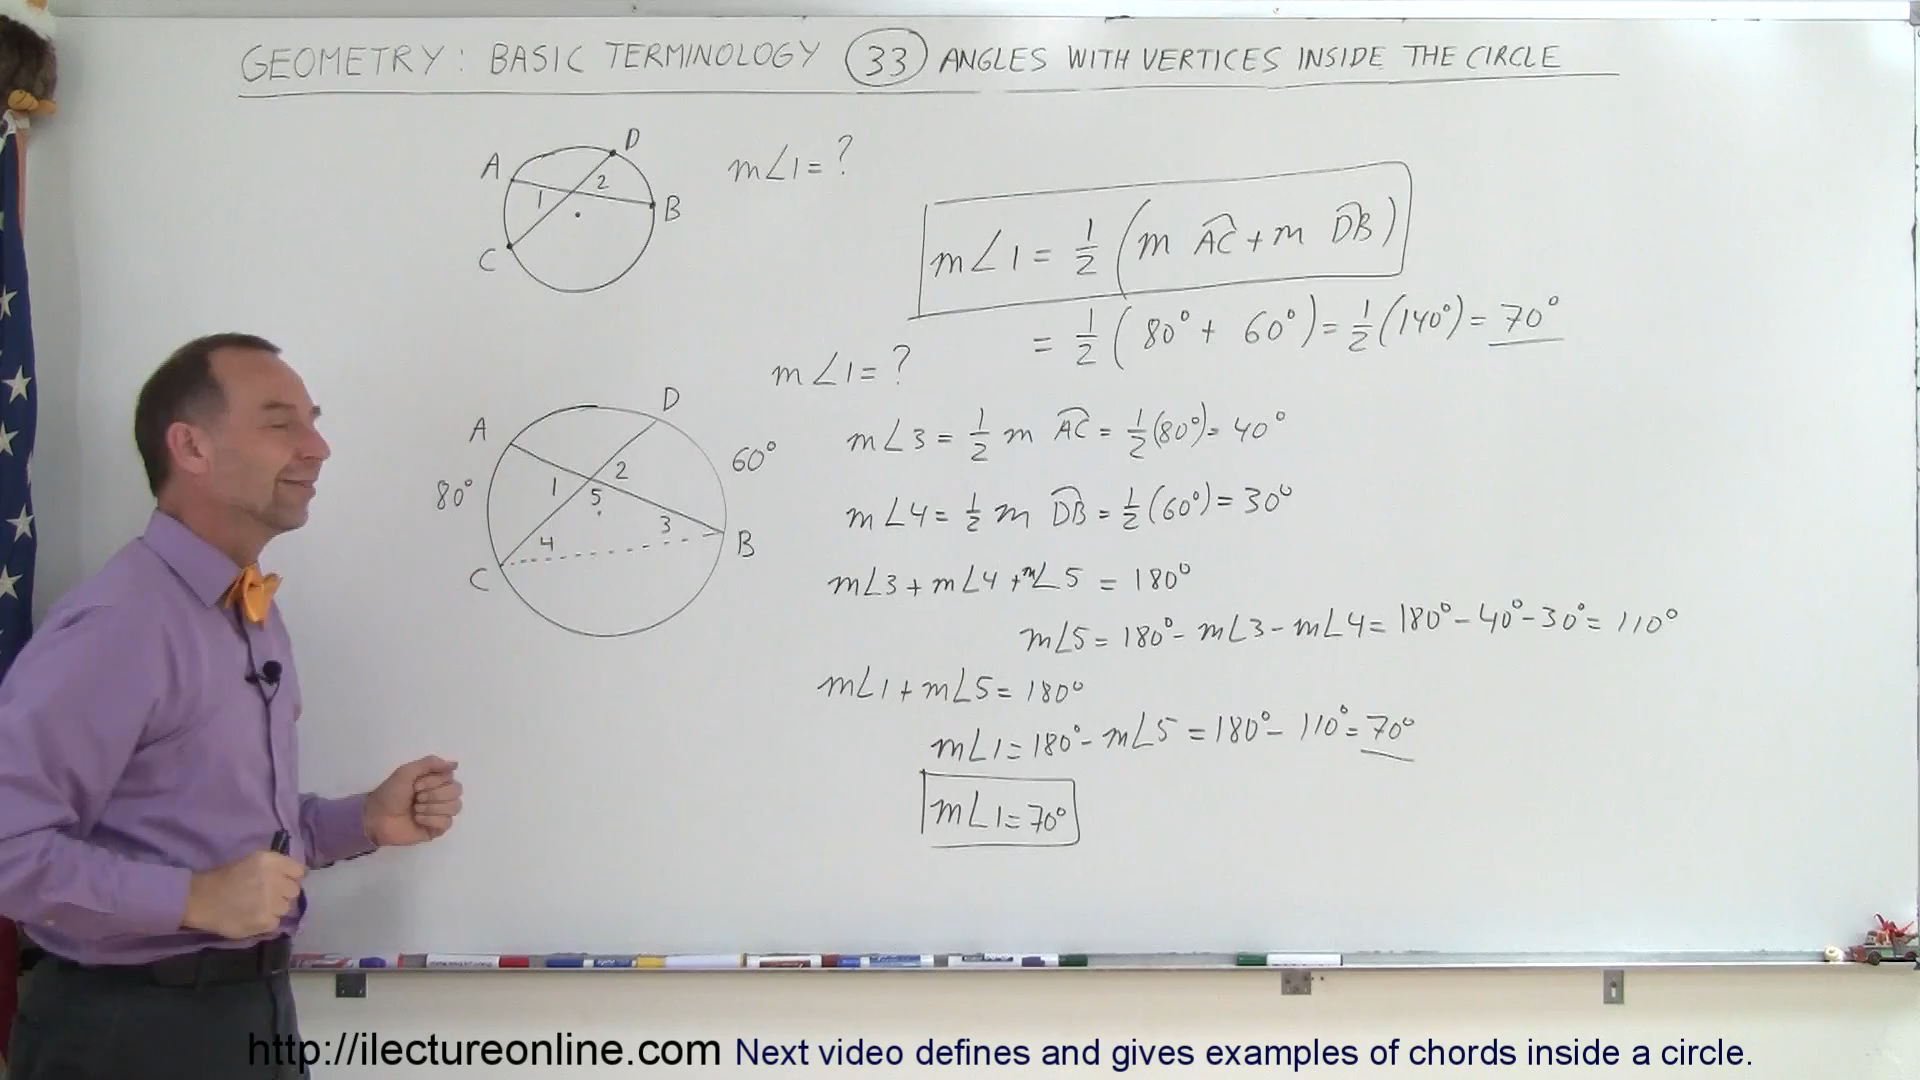 GEOMETRY: BASIC TERMINOLOGY 33 ANGLES WITH VERTICES INSIDE THE CIRCLE
A D 1 2 B C
m∠1 = ?
m∠1 = 1/2 (m A͡C + m D͡B)
= 1/2 (80° + 60°) = 1/2 (140°) = 70°
m∠1 = ?
A D 80° 60° 1 2 5 3 4 B C
m∠3 = 1/2 m A͡C = 1/2 (80°) = 40°
m∠4 = 1/2 m D͡B = 1/2 (60°) = 30°
m∠3 + m∠4 + m∠5 = 180°
m∠5 = 180° - m∠3 - m∠4 = 180° - 40° - 30° = 110°
m∠1 + m∠5 = 180°
m∠1 = 180° - m∠5 = 180° - 110° = 70°
m∠1 = 70°
http://ilectureonline.com Next video defines and gives examples of chords inside a circle.